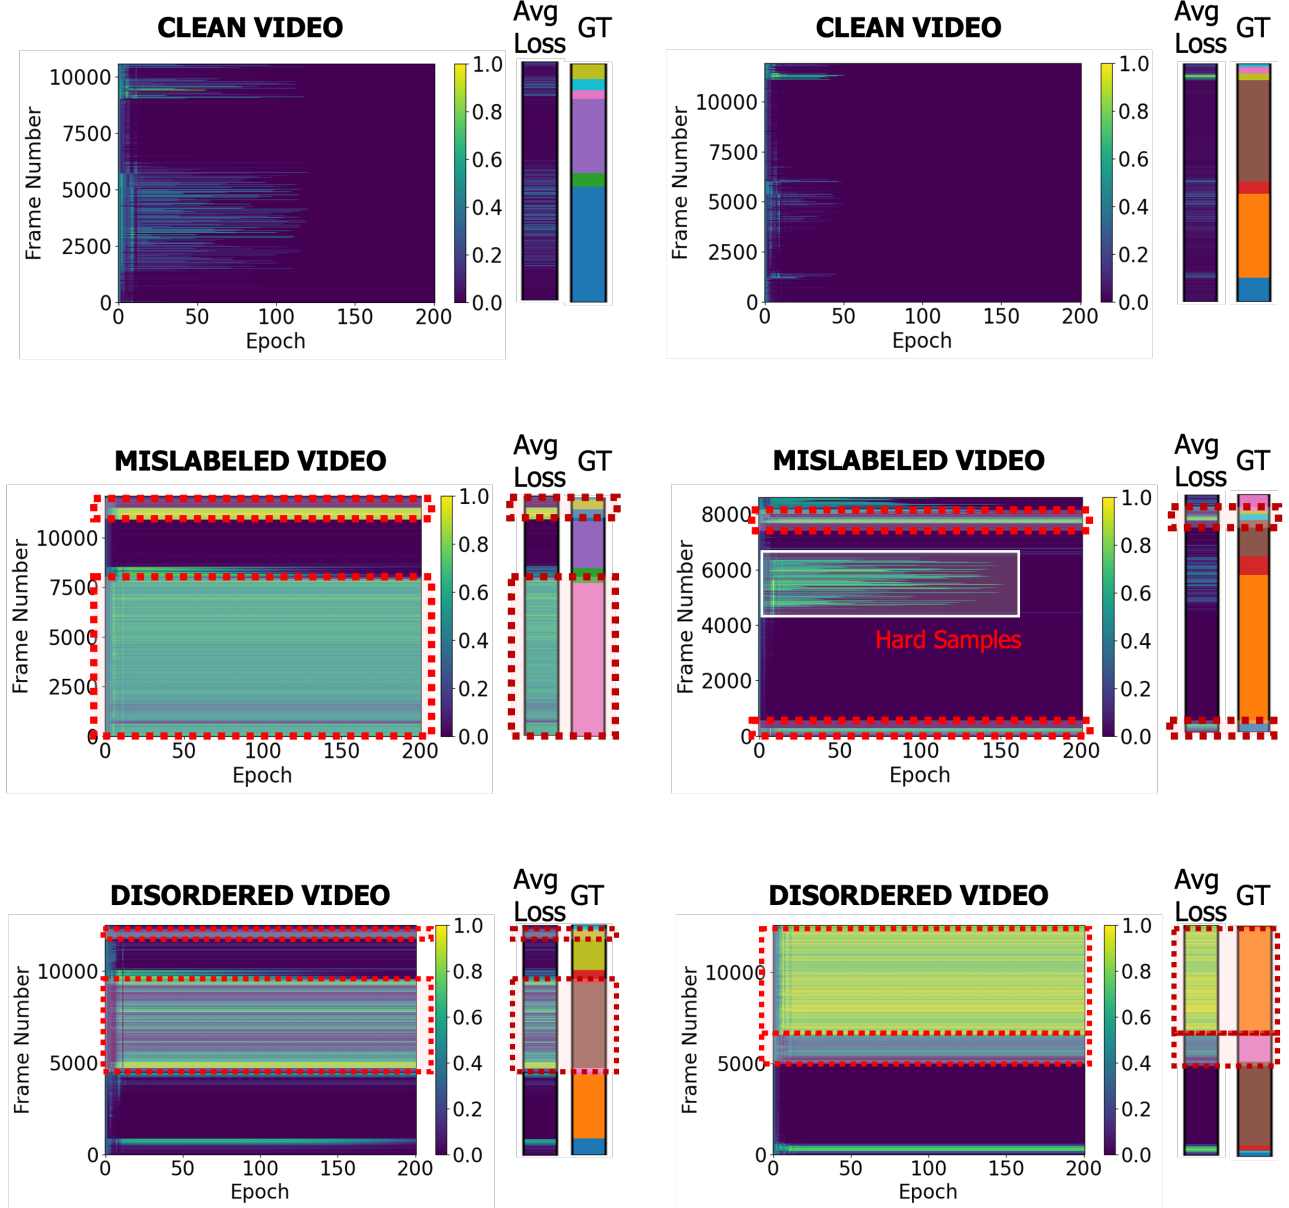 CLEAN VIDEO
Avg
Loss
GT
Frame Number
10000
7500
5000
2500
0
0 50 100 150 200
Epoch
1.0
0.8
0.6
0.4
0.2
0.0
CLEAN VIDEO
Avg
Loss
GT
Frame Number
10000
7500
5000
2500
0
0 50 100 150 200
Epoch
1.0
0.8
0.6
0.4
0.2
0.0
MISLABELED VIDEO
Avg
Loss
GT
Frame Number
10000
7500
5000
2500
0
0 50 100 150 200
Epoch
1.0
0.8
0.6
0.4
0.2
0.0
MISLABELED VIDEO
Avg
Loss
GT
Frame Number
8000
6000
4000
2000
0
Hard Samples
0 50 100 150 200
Epoch
1.0
0.8
0.6
0.4
0.2
0.0
DISORDERED VIDEO
Avg
Loss
GT
Frame Number
10000
5000
0
0 50 100 150 200
Epoch
1.0
0.8
0.6
0.4
0.2
0.0
DISORDERED VIDEO
Avg
Loss
GT
Frame Number
10000
5000
0
0 50 100 150 200
Epoch
1.0
0.8
0.6
0.4
0.2
0.0